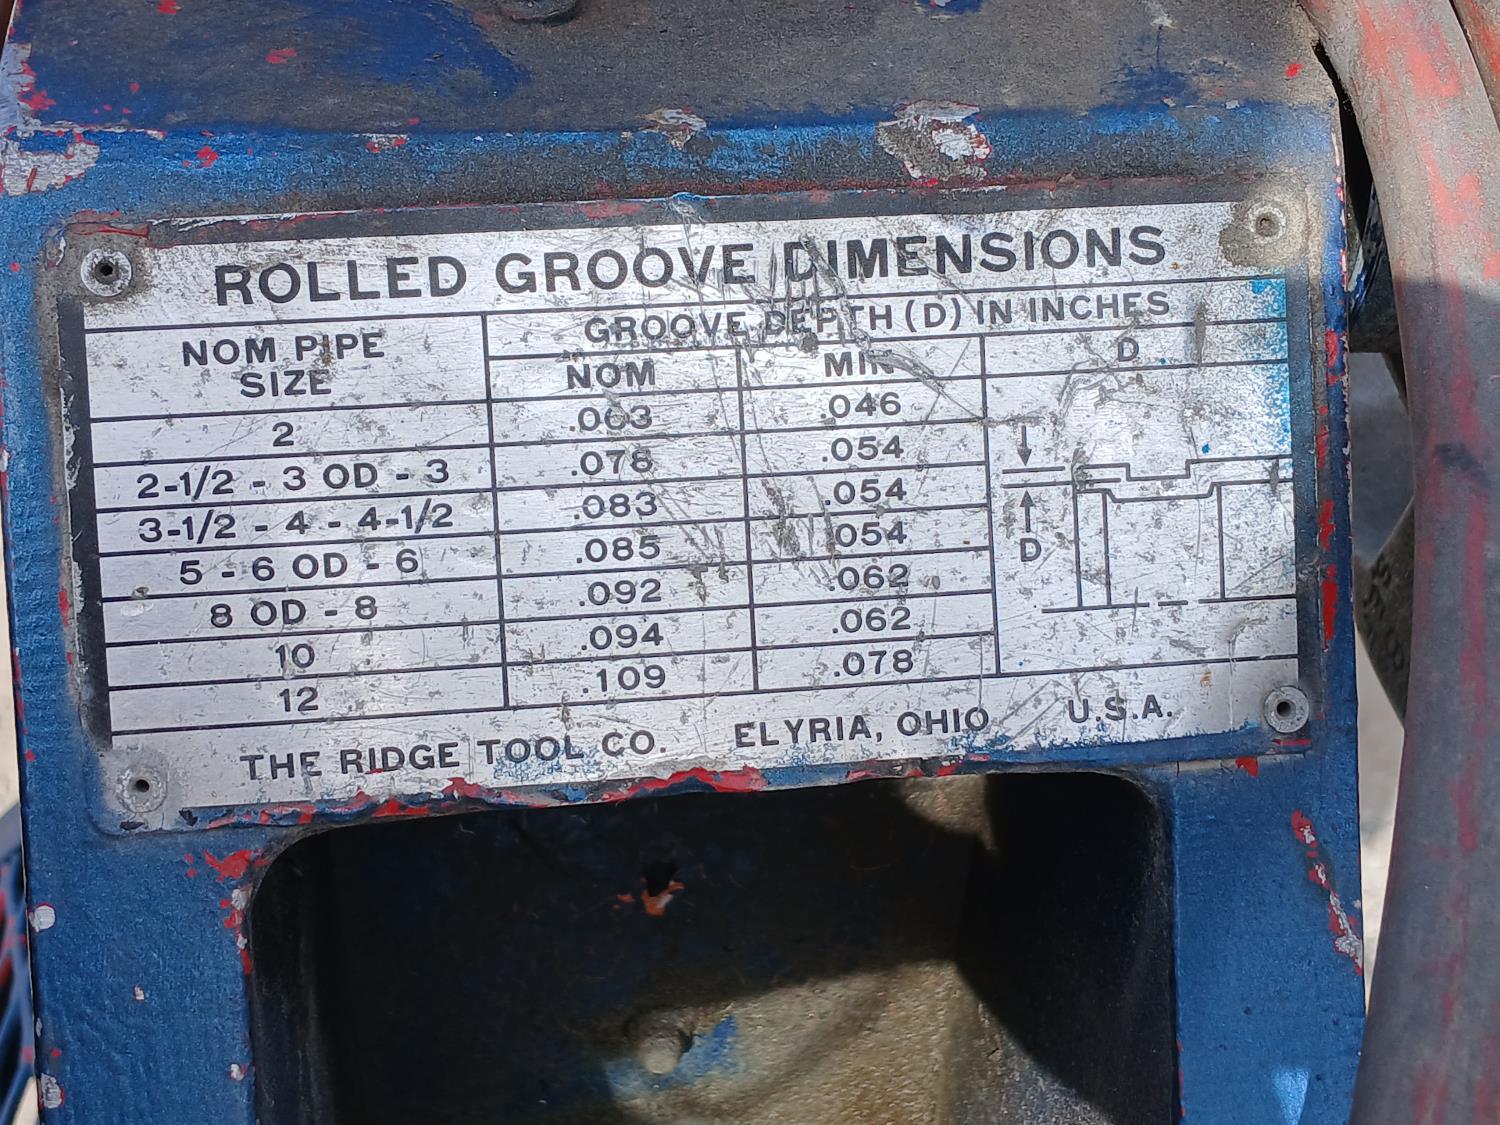 ROLLED GROOVE DIMENSIONS
NOM PIPE SIZE
GROOVE DEPTH (D) IN INCHES
NOM MIN D
2 .063 .046
2-1/2 - 3 OD - 3 .078 .054
3-1/2 - 4 - 4-1/2 .083 .054
5 - 6 OD - 6 .085 .054
8 OD - 8 .092 .062
10 .094 .062
12 .109 .078
D
THE RIDGE TOOL CO. ELYRIA, OHIO U.S.A.